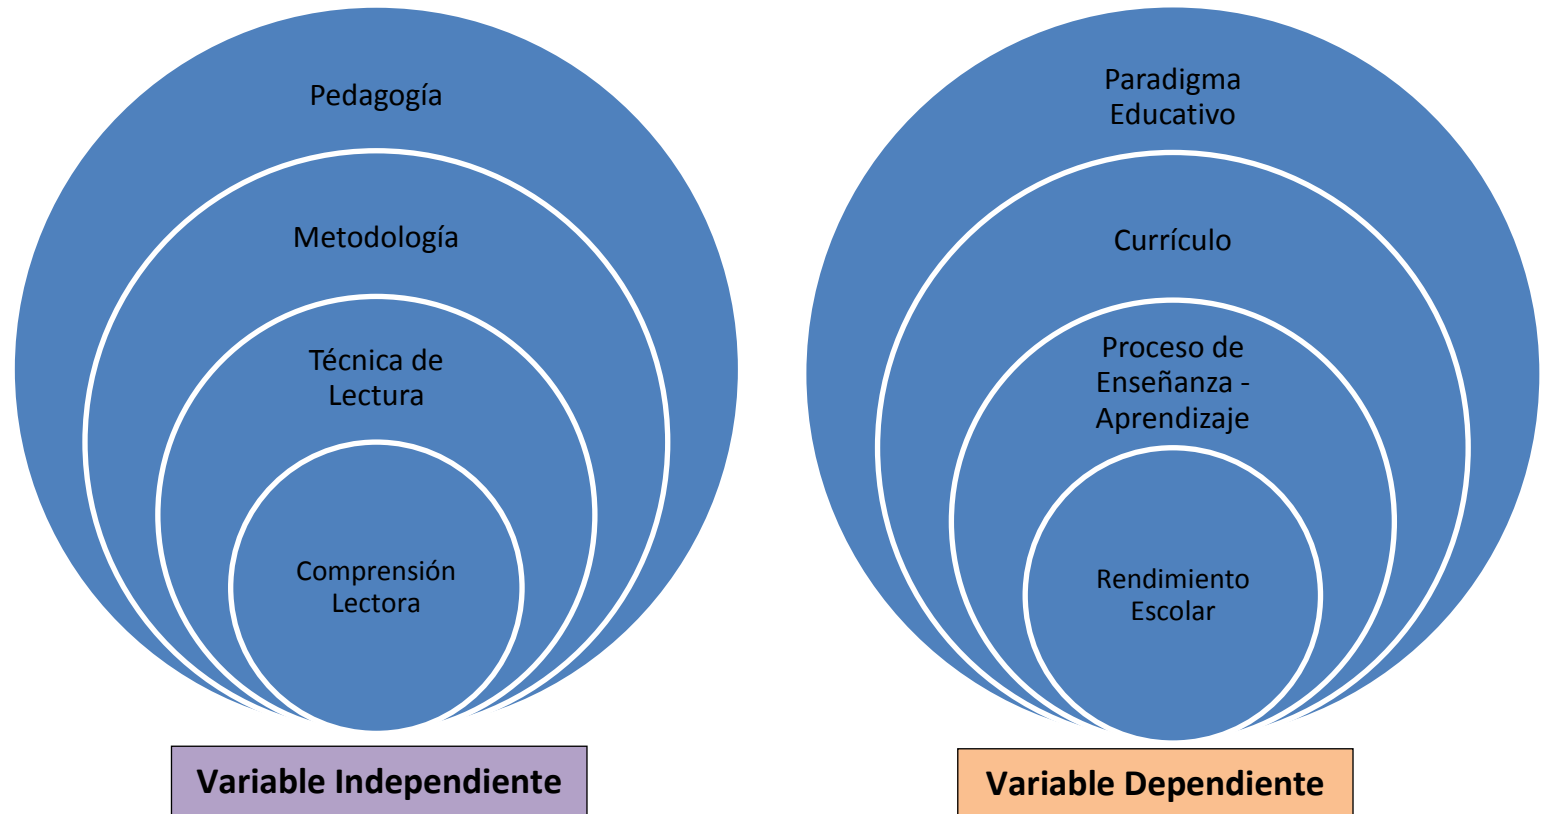 Pedagogía
Metodología
Técnica de
Lectura
Comprensión
Lectora
Variable Independiente
Paradigma
Educativo
Currículo
Proceso de
Enseñanza -
Aprendizaje
Rendimiento
Escolar
Variable Dependiente